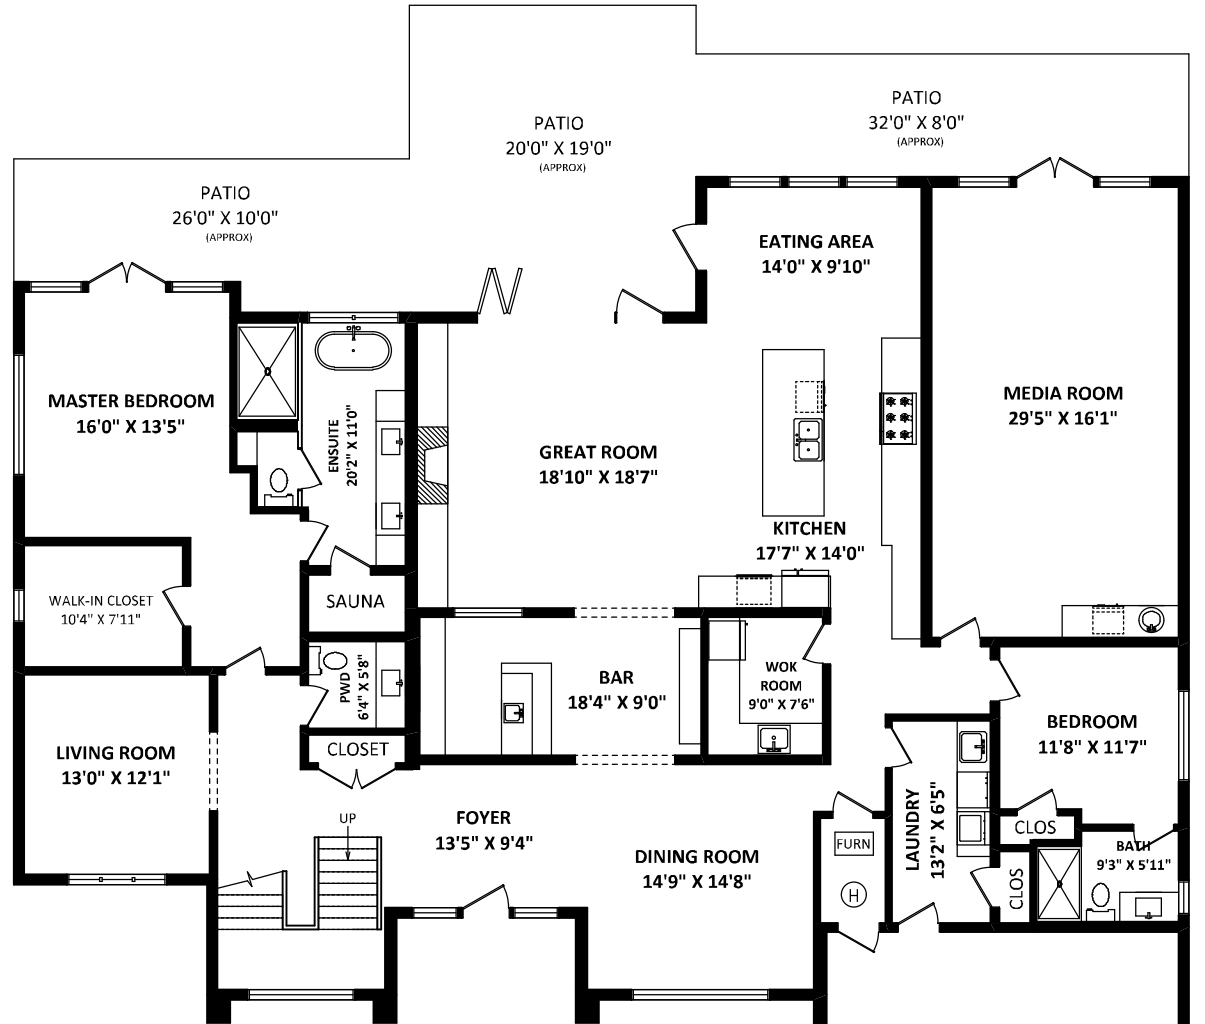 PATIO
32'0" X 8'0"
(APPROX)
PATIO
20'0" X 19'0"
(APPROX)
PATIO
26'0" X 10'0"
(APPROX)
EATING AREA
14'0" X 9'10"
MASTER BEDROOM
16'0" X 13'5"
ENSUITE
20'2" X 11'0"
GREAT ROOM
18'10" X 18'7"
MEDIA ROOM
29'5" X 16'1"
KITCHEN
17'7" X 14'0"
WALK-IN CLOSET
10'4" X 7'11"
SAUNA
PWD
6'4" X 5'8"
BAR
18'4" X 9'0"
WOK
ROOM
9'0" X 7'6"
BEDROOM
11'8" X 11'7"
LIVING ROOM
13'0" X 12'1"
CLOSET
UP
FOYER
13'5" X 9'4"
DINING ROOM
14'9" X 14'8"
FURN
H
LAUNDRY
13'2" X 6'5"
CLOS
CLOS
BATH
9'3" X 5'11"